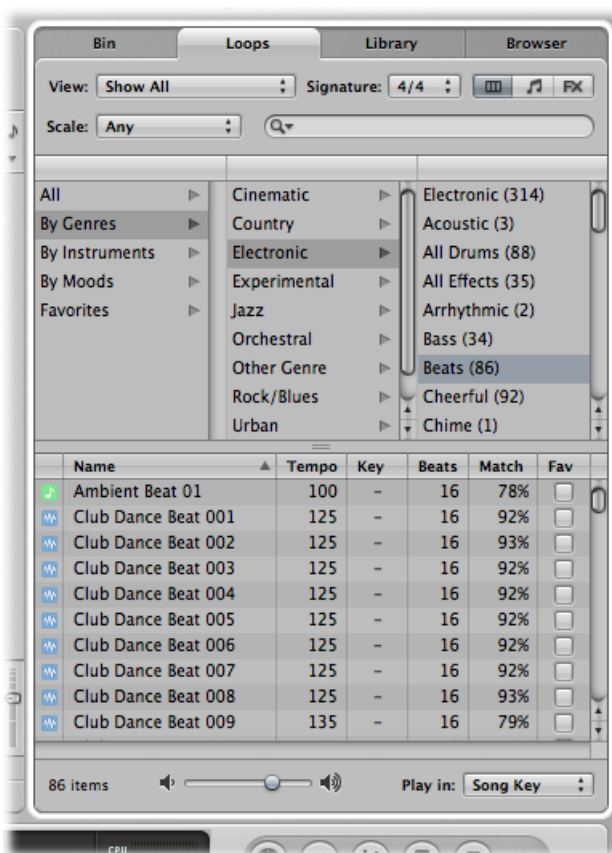 Bin Loops Library Browser
View: Show All Signature: 4/4 FX
Scale: Any
All Cinematic Electronic (314)
By Genres Country Acoustic (3)
By Instruments Electronic All Drums (88)
By Moods Experimental All Effects (35)
Favorites Jazz Arrhythmic (2)
Orchestral Bass (34)
Other Genre Beats (86)
Rock/Blues Cheerful (92)
Urban Chime (1)
Name Tempo Key Beats Match Fav
Ambient Beat 01 100 – 16 78%
Club Dance Beat 001 125 – 16 92%
Club Dance Beat 002 125 – 16 93%
Club Dance Beat 003 125 – 16 92%
Club Dance Beat 004 125 – 16 92%
Club Dance Beat 005 125 – 16 92%
Club Dance Beat 006 125 – 16 92%
Club Dance Beat 007 125 – 16 92%
Club Dance Beat 008 125 – 16 93%
Club Dance Beat 009 135 – 16 79%
86 items Play in: Song Key
CPU